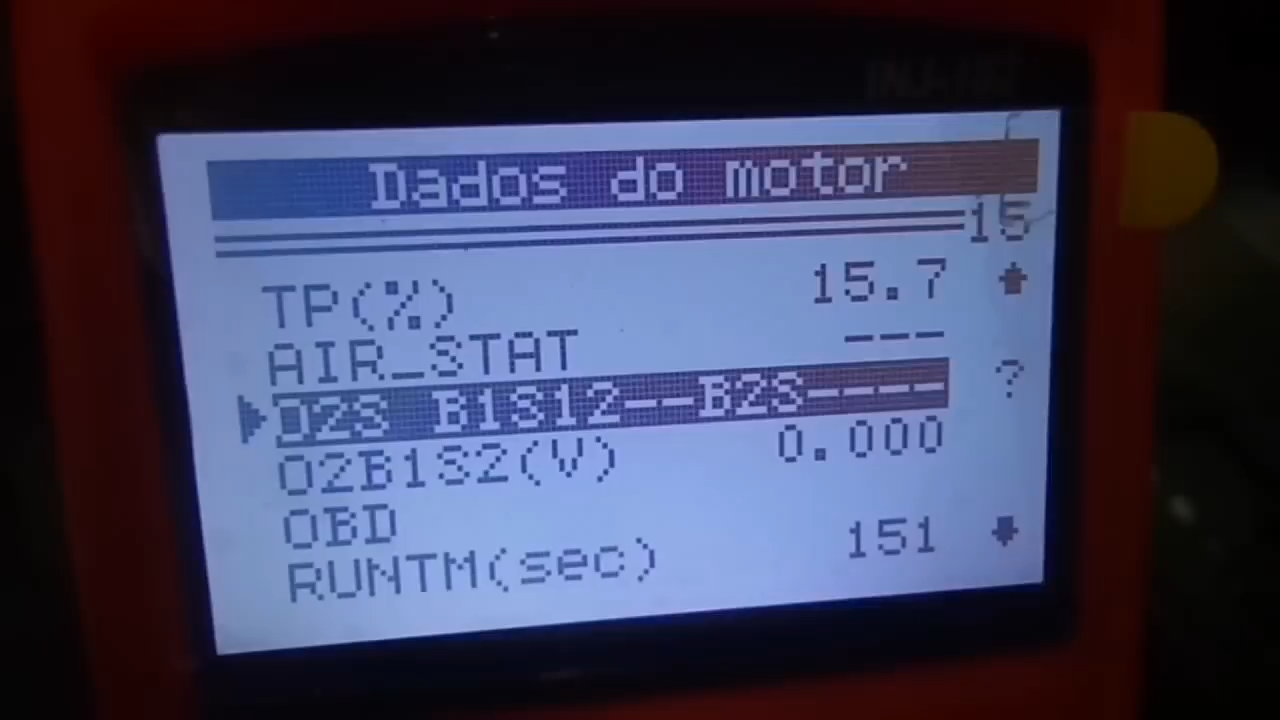 Dados do motor
15
TP(%) 15.7
AIR_STAT ---
O2S B1S12--B2S----
O2B1S2(V) 0.000
OBD
RUNTM(sec) 151
?